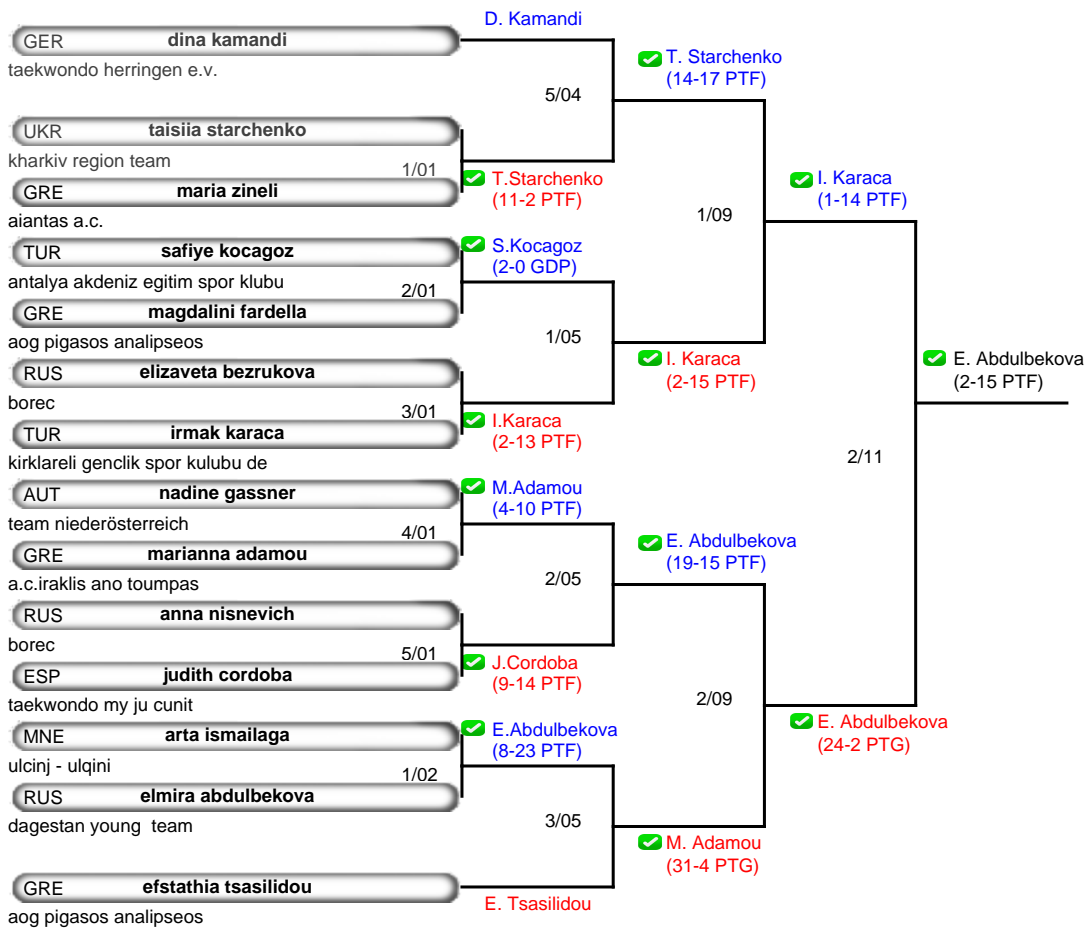 D. Kamandi
GER dina kamandi
taekwondo herringen e.v.
T. Starchenko
(14-17 PTF)
5/04
UKR taisiia starchenko
kharkiv region team
1/01
T.Starchenko
(11-2 PTF)
I. Karaca
(1-14 PTF)
GRE maria zineli
aiantas a.c.
1/09
TUR safiye kocagoz
S.Kocagoz
(2-0 GDP)
antalya akdeniz egitim spor klubu
2/01
GRE magdalini fardella
aog pigasos analipseos
1/05
I. Karaca
(2-15 PTF)
E. Abdulbekova
(2-15 PTF)
RUS elizaveta bezrukova
borec
3/01
I.Karaca
(2-13 PTF)
TUR irmak karaca
kirklareli genclik spor kulubu de
2/11
AUT nadine gassner
M.Adamou
(4-10 PTF)
team niederösterreich
4/01
E. Abdulbekova
(19-15 PTF)
GRE marianna adamou
a.c.iraklis ano toumpas
2/05
RUS anna nisnevich
borec
5/01
J.Cordoba
(9-14 PTF)
ESP judith cordoba
taekwondo my ju cunit
2/09
E. Abdulbekova
(24-2 PTG)
MNE arta ismailaga
E.Abdulbekova
(8-23 PTF)
ulcinj - ulqini
1/02
RUS elmira abdulbekova
dagestan young team
3/05
M. Adamou
(31-4 PTG)
GRE efstathia tsasilidou
E. Tsasilidou
aog pigasos analipseos